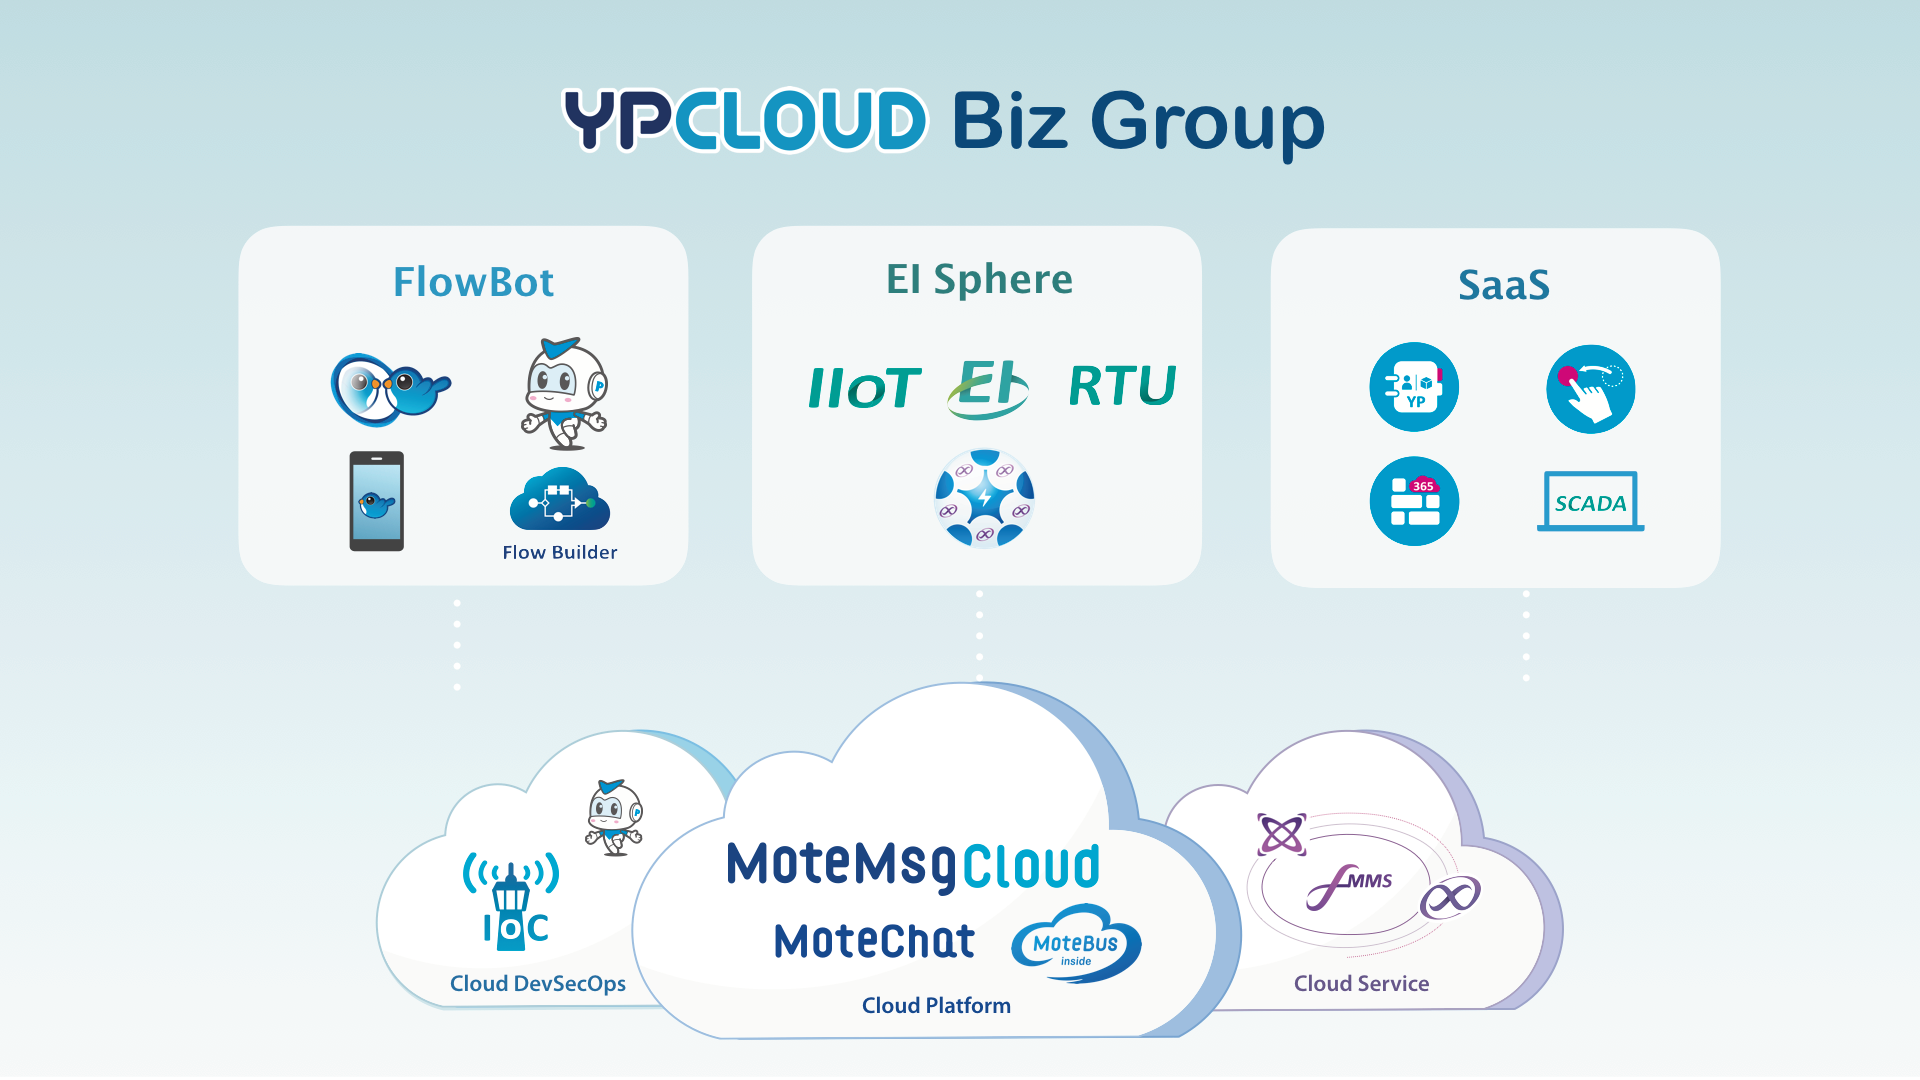 YPCLOUD Biz Group
FlowBot
P
Flow Builder
EI Sphere
IIoT EI RTU
SaaS
YP
365
SCADA
P
IOC
Cloud DevSecOps
MoteMsgCloud
MoteChat
MoteBus
inside
Cloud Platform
fMMS
Cloud Service